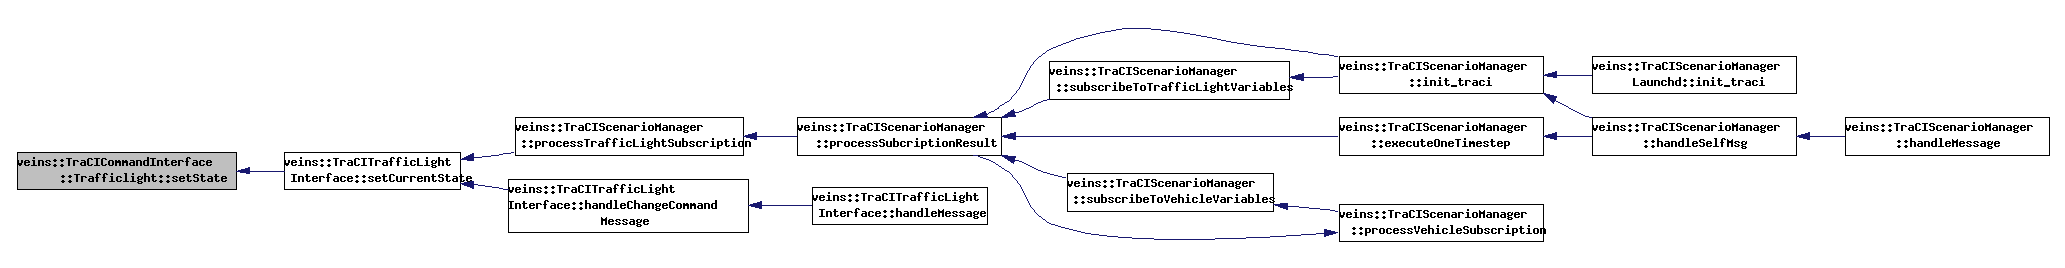 veins::TraCICommandInterface
::Trafficlight::setState
veins::TraCITrafficLight
Interface::setCurrentState
veins::TraCIScenarioManager
::processTrafficLightSubscription
veins::TraCITrafficLight
Interface::handleChangeCommand
Message
veins::TraCIScenarioManager
::processSubcriptionResult
veins::TraCITrafficLight
Interface::handleMessage
veins::TraCIScenarioManager
::subscribeToTrafficLightVariables
veins::TraCIScenarioManager
::subscribeToVehicleVariables
veins::TraCIScenarioManager
::init_traci
veins::TraCIScenarioManager
::executeOneTimestep
veins::TraCIScenarioManager
::processVehicleSubscription
veins::TraCIScenarioManager
Launchd::init_traci
veins::TraCIScenarioManager
::handleSelfMsg
veins::TraCIScenarioManager
::handleMessage